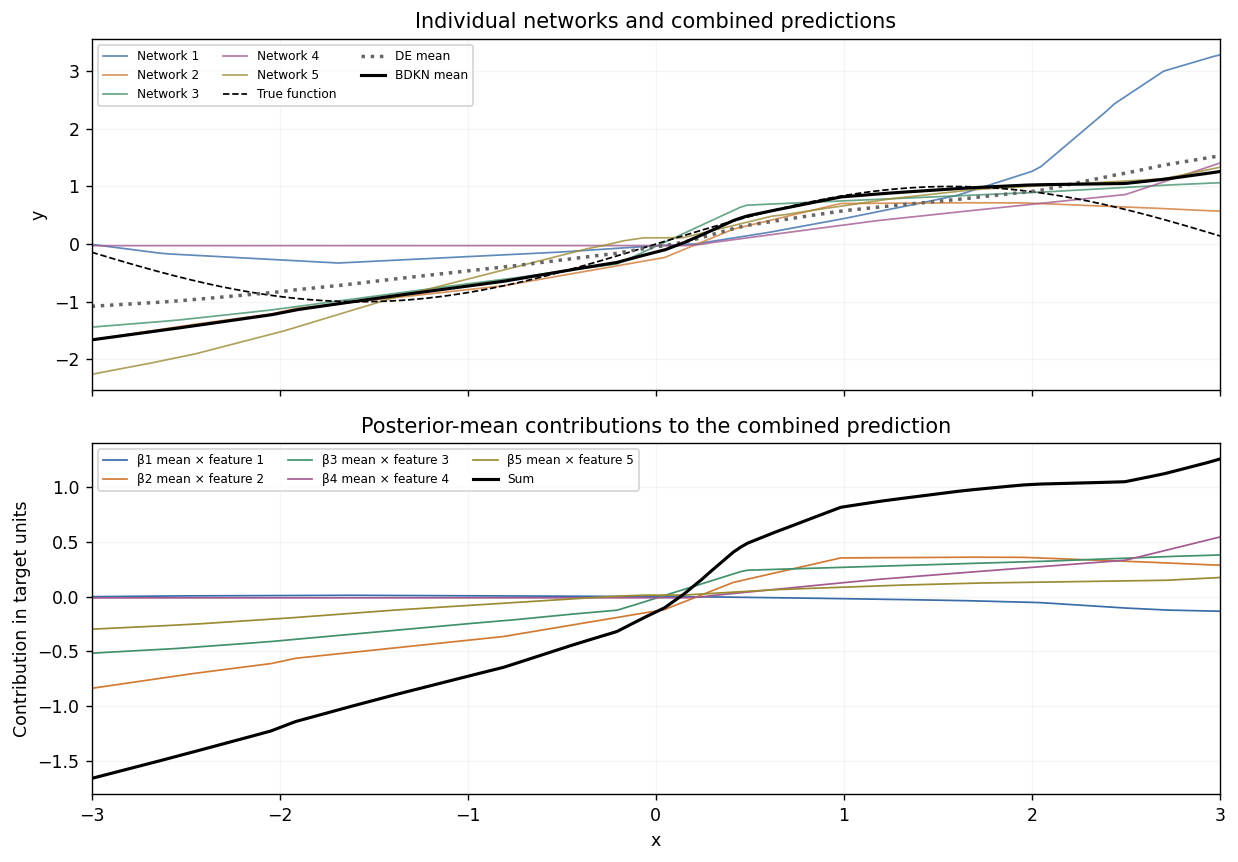 Individual networks and combined predictions
Network 1
Network 2
Network 3
Network 4
Network 5
True function
DE mean
BDKN mean
y
3
2
1
0
−1
−2
Posterior-mean contributions to the combined prediction
β1 mean × feature 1
β2 mean × feature 2
β3 mean × feature 3
β4 mean × feature 4
β5 mean × feature 5
Sum
Contribution in target units
1.0
0.5
0.0
−0.5
−1.0
−1.5
−3
−2
−1
0
1
2
3
x